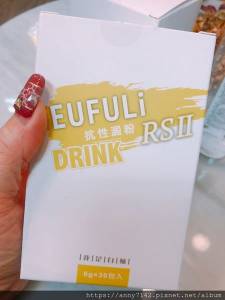 EUFULi
抗性澱粉 RSⅡ
DRINK
8g×30包入
https://anny7142.pixnet.net/album